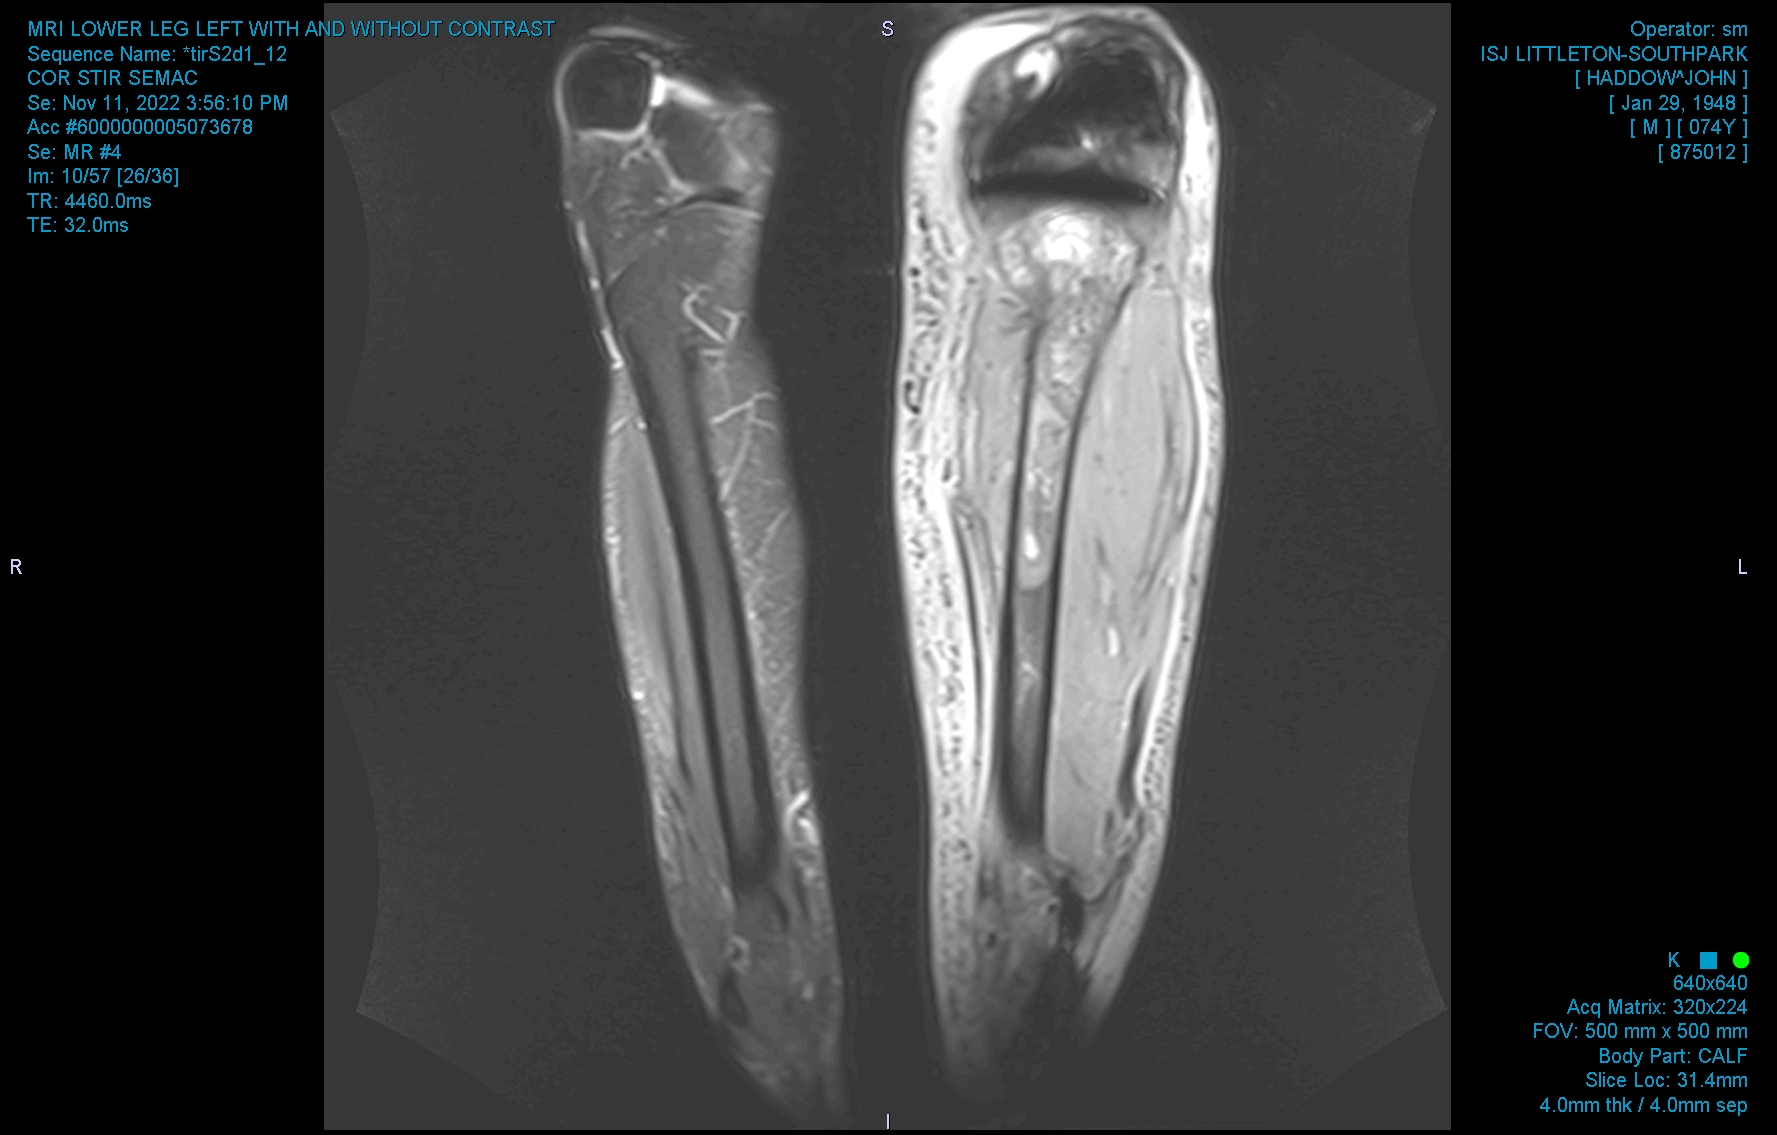 MRI LOWER LEG LEFT WITH AND WITHOUT CONTRAST
Sequence Name: *tirS2d1_12
COR STIR SEMAC
Se: Nov 11, 2022 3:56:10 PM
Acc #6000000005073678
Se: MR #4
Im: 10/57 [26/36]
TR: 4460.0ms
TE: 32.0ms
S
Operator: sm
ISJ LITTLETON-SOUTHPARK
[ HADDOW^JOHN ]
[ Jan 29, 1948 ]
[ M ] [ 074Y ]
[ 875012 ]
R
L
K
640x640
Acq Matrix: 320x224
FOV: 500 mm x 500 mm
Body Part: CALF
Slice Loc: 31.4mm
4.0mm thk / 4.0mm sep
I